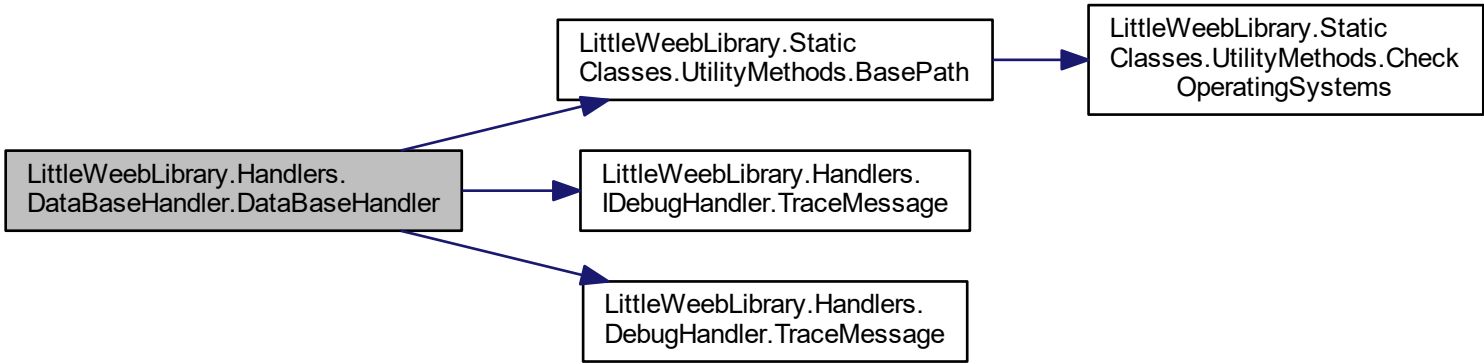 LittleWeebLibrary.Static
Classes.UtilityMethods.BasePath
LittleWeebLibrary.Static
Classes.UtilityMethods.Check
OperatingSystems
LittleWeebLibrary.Handlers.
DataBaseHandler.DataBaseHandler
LittleWeebLibrary.Handlers.
IDebugHandler.TraceMessage
LittleWeebLibrary.Handlers.
DebugHandler.TraceMessage